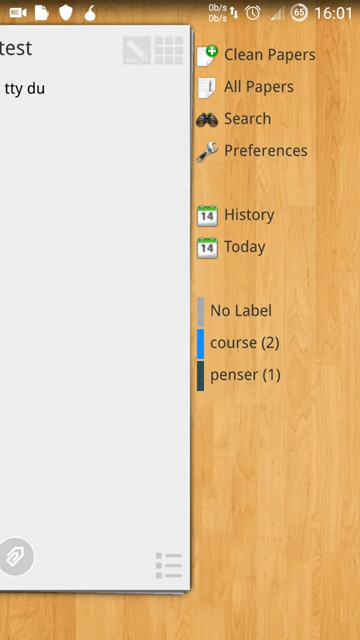 0b/s
0b/s
65
16:01
test
tty du
Clean Papers
All Papers
Search
Preferences
14 History
14 Today
No Label
course (2)
penser (1)